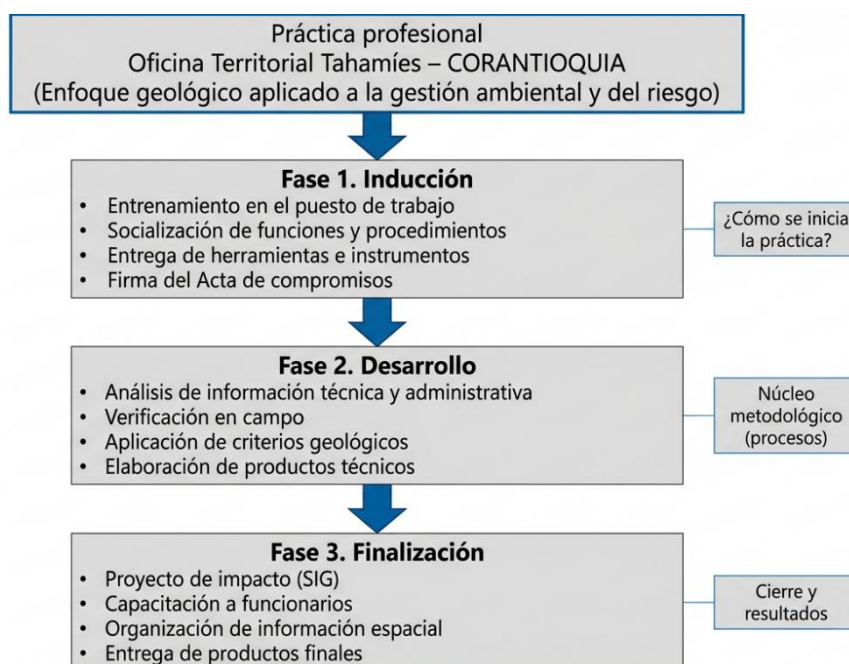 Práctica profesional
Oficina Territorial Tahamíes – CORANTIOQUIA
(Enfoque geológico aplicado a la gestión ambiental y del riesgo)
Fase 1. Inducción
• Entrenamiento en el puesto de trabajo
• Socialización de funciones y procedimientos
• Entrega de herramientas e instrumentos
• Firma del Acta de compromisos
¿Cómo se inicia
la práctica?
Fase 2. Desarrollo
• Análisis de información técnica y administrativa
• Verificación en campo
• Aplicación de criterios geológicos
• Elaboración de productos técnicos
Núcleo
metodológico
(procesos)
Fase 3. Finalización
• Proyecto de impacto (SIG)
• Capacitación a funcionarios
• Organización de información espacial
• Entrega de productos finales
Cierre y
resultados